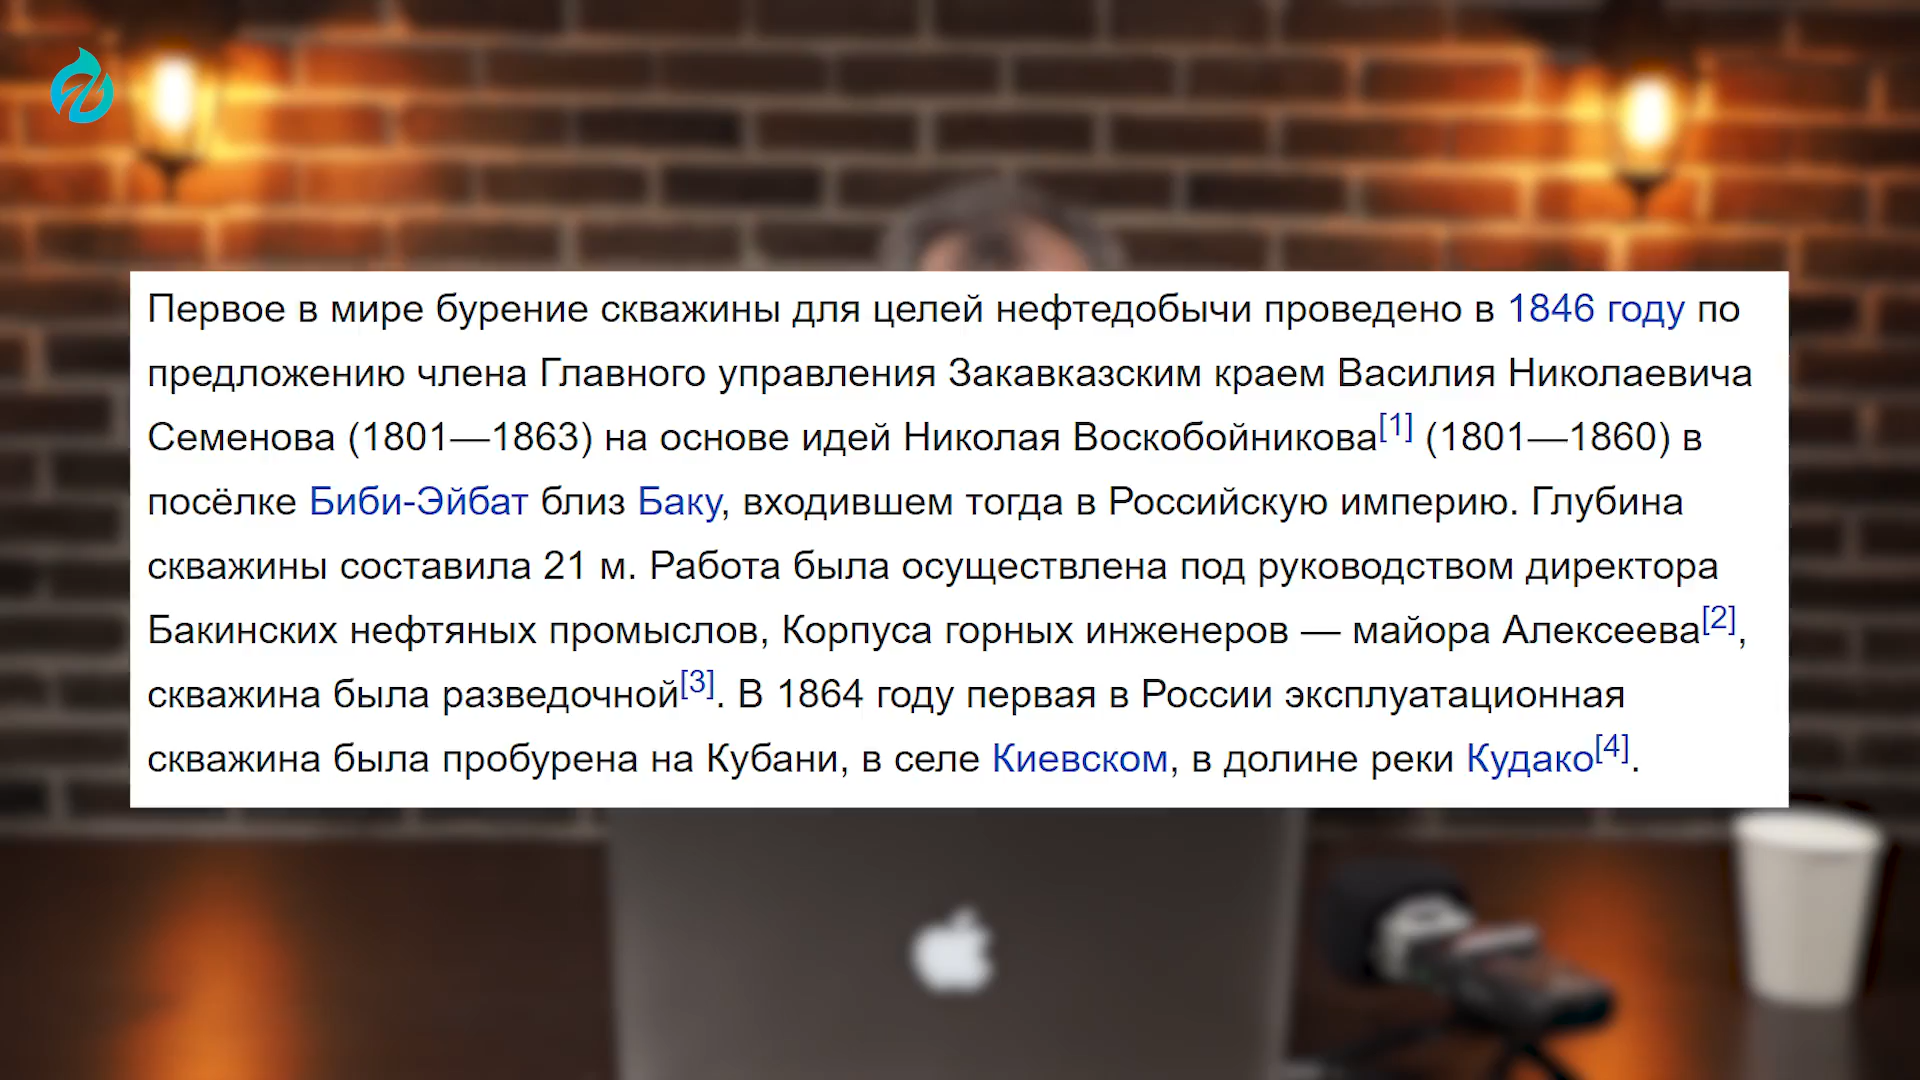 Первое в мире бурение скважины для целей нефтедобычи проведено в 1846 году по
предложению члена Главного управления Закавказским краем Василия Николаевича
Семенова (1801—1863) на основе идей Николая Воскобойникова[1] (1801—1860) в
посёлке Биби-Эйбат близ Баку, входившем тогда в Российскую империю. Глубина
скважины составила 21 м. Работа была осуществлена под руководством директора
Бакинских нефтяных промыслов, Корпуса горных инженеров — майора Алексеева[2],
скважина была разведочной[3]. В 1864 году первая в России эксплуатационная
скважина была пробурена на Кубани, в селе Киевском, в долине реки Кудако[4].